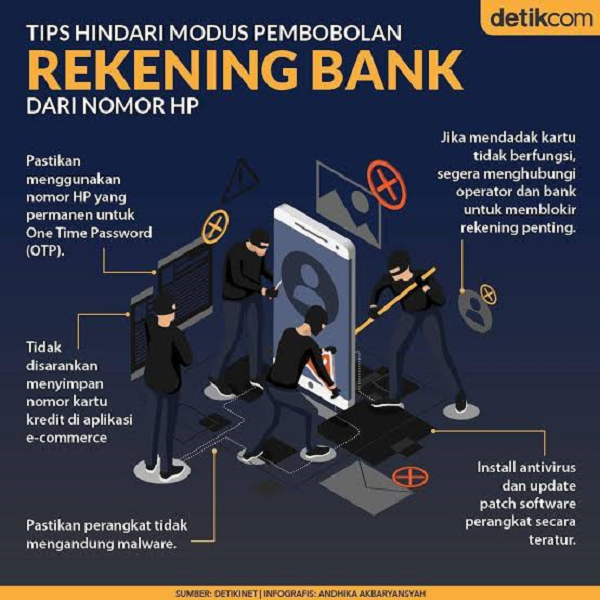 detikcom
TIPS HINDARI MODUS PEMBOBOLAN
REKENING BANK
DARI NOMOR HP
Pastikan
menggunakan
nomor HP yang
permanen untuk
One Time Password
(OTP).
Jika mendadak kartu
tidak berfungsi,
segera menghubungi
operator dan bank
untuk memblokir
rekening penting.
Tidak
disarankan
menyimpan
nomor kartu
kredit di aplikasi
e-commerce
Install antivirus
dan update
patch software
perangkat secara
teratur.
Pastikan perangkat tidak
mengandung malware.
SUMBER: DETIKINET | INFOGRAFIS: ANDHIKA AKBARYANSYAH